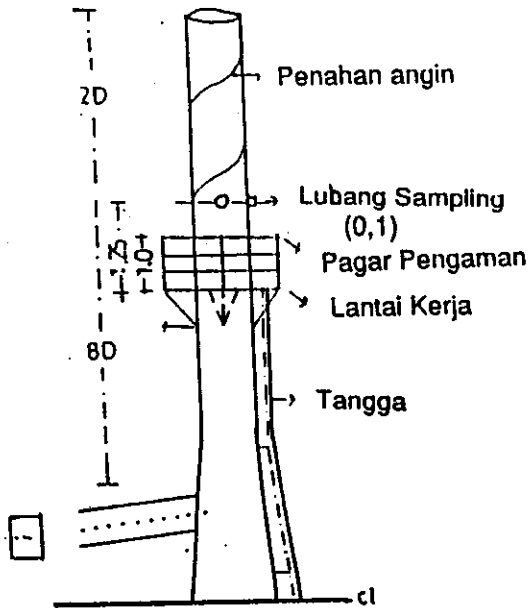 2D
Penahan angin
Lubang Sampling
(0,1)
Pagar Pengaman
1.0
Lantai Kerja
8D
Tangga
cl